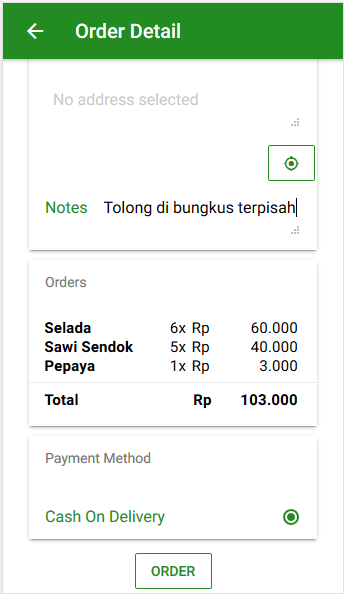 Order Detail
No address selected
Notes Tolong di bungkus terpisah
Orders
Selada 6x Rp 60.000
Sawi Sendok 5x Rp 40.000
Pepaya 1x Rp 3.000
Total Rp 103.000
Payment Method
Cash On Delivery
ORDER